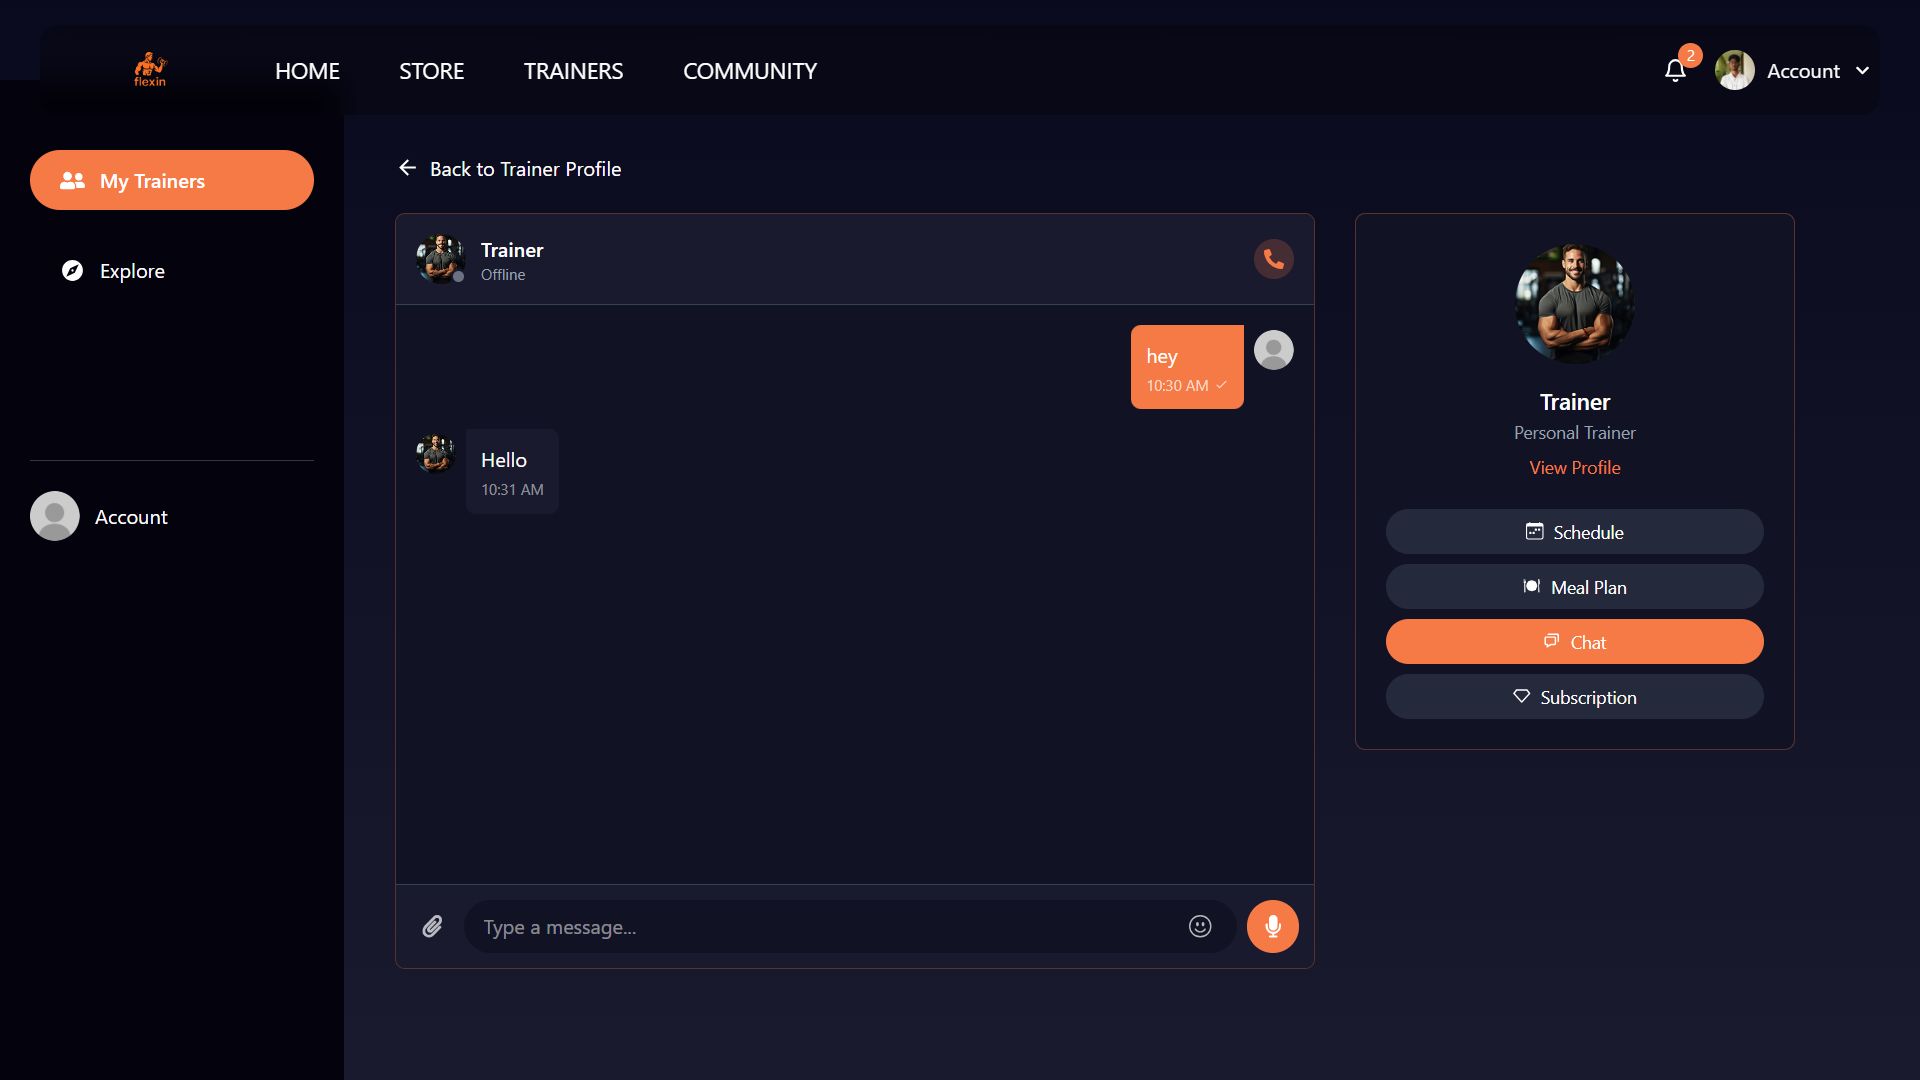 flexin
HOME
STORE
TRAINERS
COMMUNITY
2
Account
My Trainers
Explore
Account
Back to Trainer Profile
Trainer
Offline
hey
10:30 AM
Hello
10:31 AM
Type a message...
Trainer
Personal Trainer
View Profile
Schedule
Meal Plan
Chat
Subscription